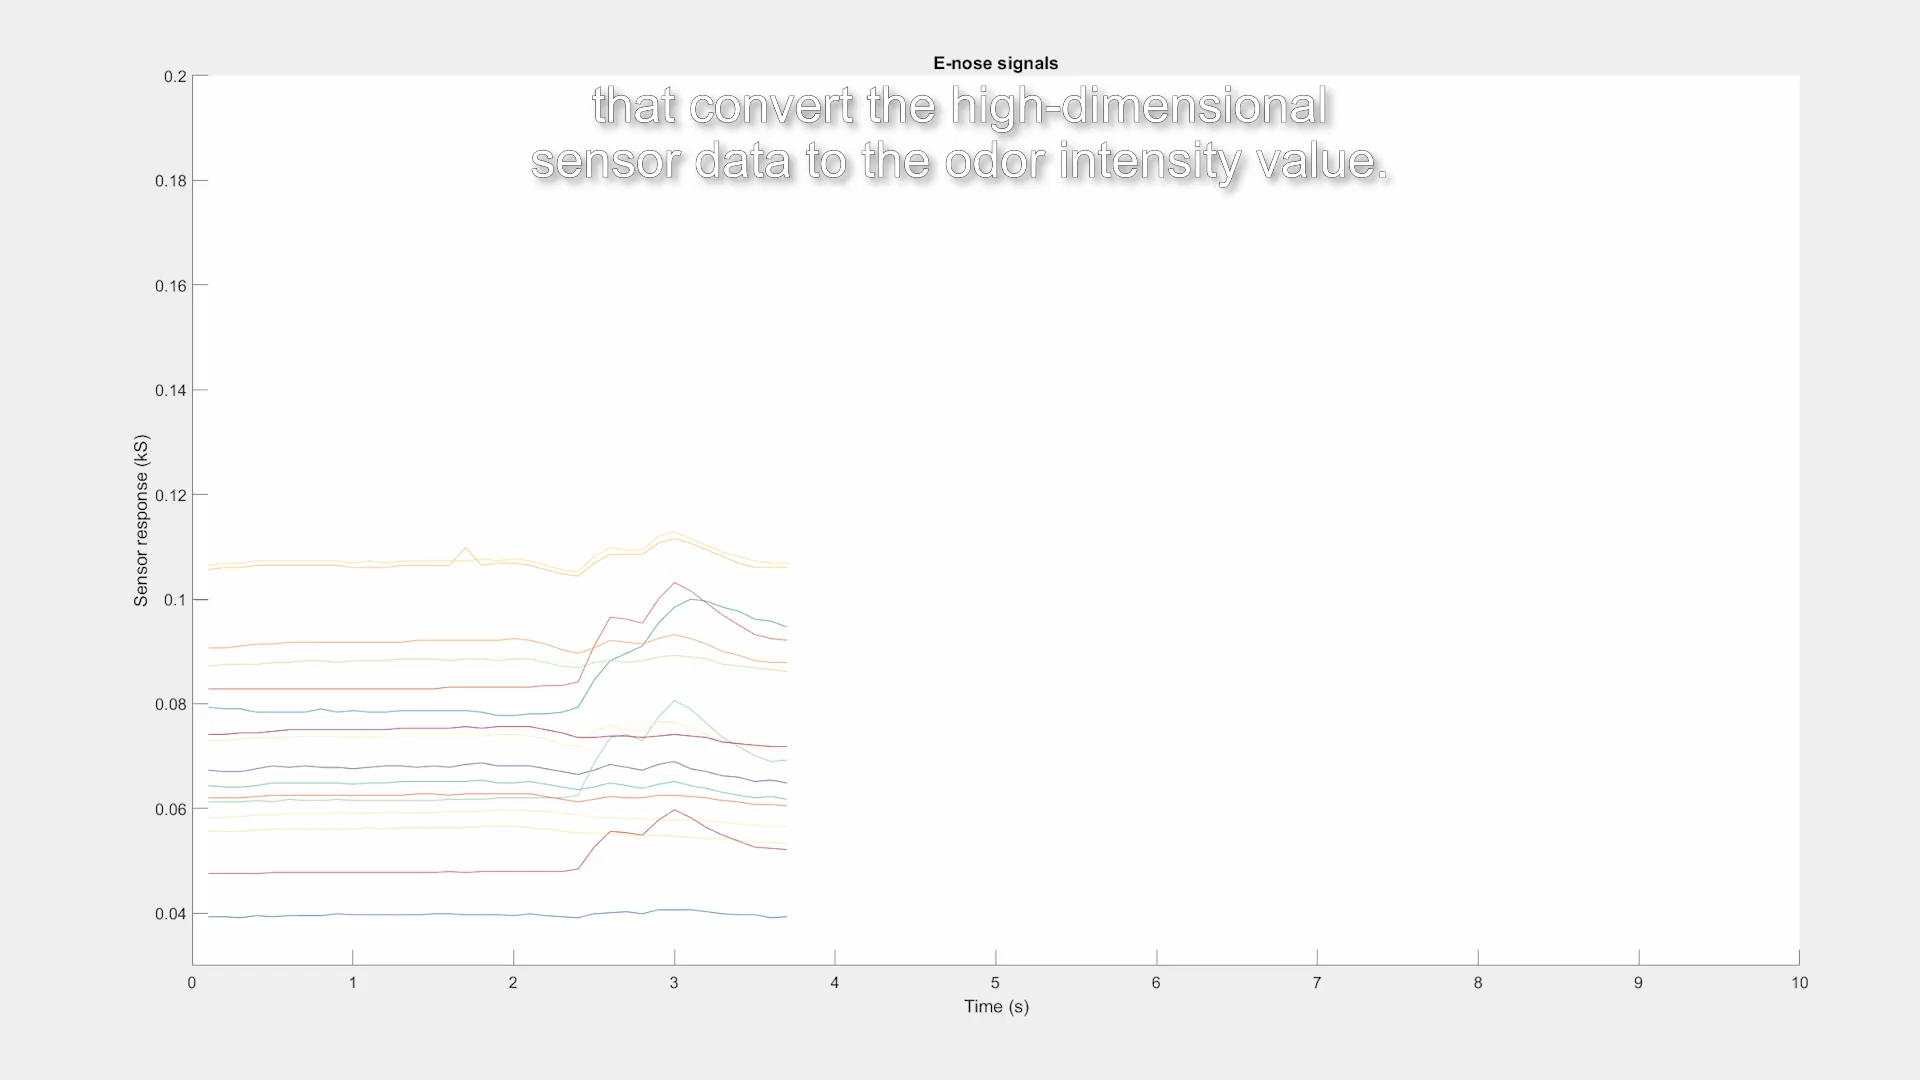 E-nose signals
that convert the high-dimensional
sensor data to the odor intensity value.
0.2
0.18
0.16
0.14
0.12
0.1
0.08
0.06
0.04
Sensor response (kS)
0 1 2 3 4 5 6 7 8 9 10
Time (s)